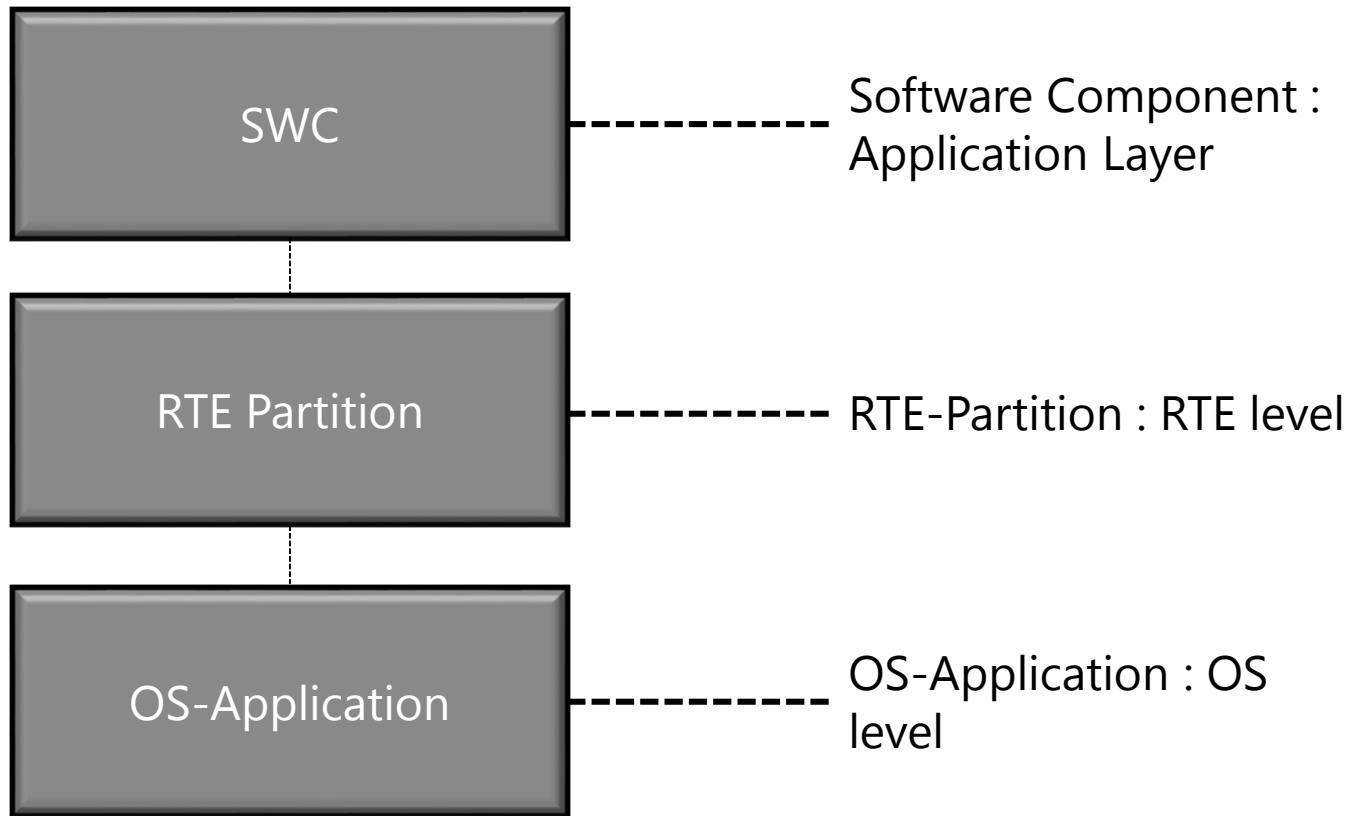 SWC
Software Component :
Application Layer
RTE Partition
RTE-Partition : RTE level
OS-Application
OS-Application : OS
level